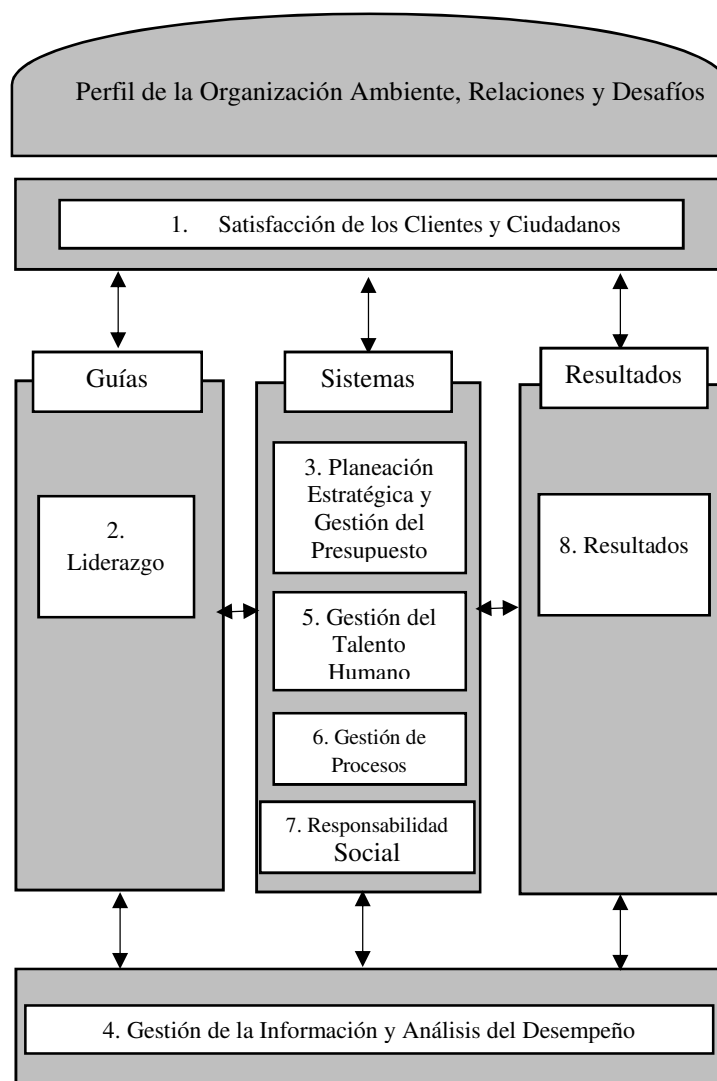 Perfil de la Organización Ambiente, Relaciones y Desafíos
1. Satisfacción de los Clientes y Ciudadanos
Guías
Sistemas
Resultados
2.
Liderazgo
3. Planeación
Estratégica y
Gestión del
Presupuesto
5. Gestión del
Talento
Humano
6. Gestión de
Procesos
7. Responsabilidad
Social
8. Resultados
4. Gestión de la Información y Análisis del Desempeño